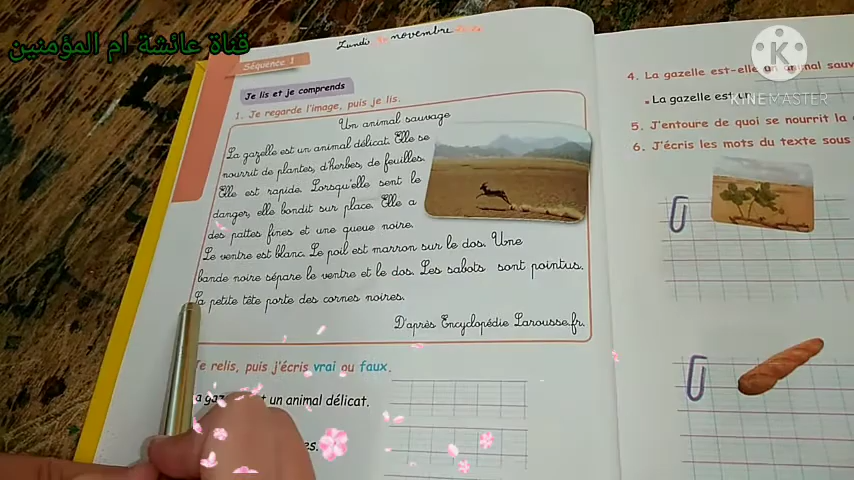 قناة عائشة ام المؤمنين
Lundi novembre
Séquence 1
Je lis et je comprends
1. Je regarde l'image, puis je lis.
Un animal sauvage
La gazelle est un animal délicat. Elle se
nourrit de plantes, d'herbes, de feuilles.
Elle est rapide. Lorsqu'elle sent le
danger, elle bondit sur place. Elle a
des pattes fines et une queue noire.
Le ventre est blanc. Le poil est marron sur le dos. Une
bande noire sépare le ventre et le dos. Les sabots sont pointus.
Sa petite tête porte des cornes noires.
D'après Encyclopédie Larousse.fr.
Je relis, puis j'écris vrai ou faux.
un animal délicat.
4. La gazelle est-elle un animal
La gazelle est un
5. J'entoure de quoi se nourrit la
6. J'écris les mots du texte sous
KINEMASTER